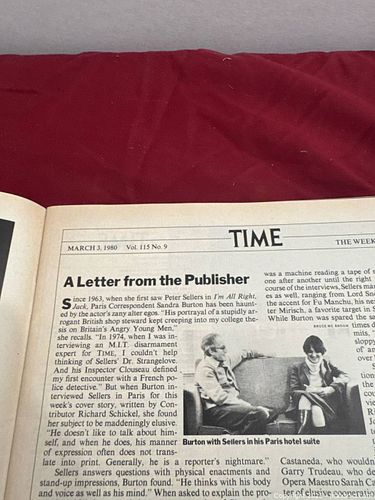 MARCH 3, 1980 Vol. 115 No. 9
TIME
THE WEEK
A Letter from the Publisher
Since 1963, when she first saw Peter Sellers in I'm All Right,
Jack, Paris Correspondent Sandra Burton has been haunt-
ed by the actor's zany alter egos. "His portrayal of a stupidly ar-
rogant British shop steward kept creeping into my college the-
sis on Britain's Angry Young Men,"
she recalls. "In 1974, when I was in-
terviewing an M.I.T. disarmament
expert for TIME, I couldn't help
thinking of Sellers' Dr. Strangelove.
And his Inspector Clouseau defined
my first encounter with a French po-
lice detective." But when Burton in-
terviewed Sellers in Paris for this
week's cover story, written by Con-
tributor Richard Schickel, she found
her subject to be maddeningly elusive.
"He doesn't like to talk about him-
self, and when he does, his manner
of expression often does not trans-
late into print. Generally, he is a reporter's nightmare."
Sellers answers questions with physical enactments and
stand-up impressions, Burton found. "He thinks with his body
and voice as well as his mind." When asked to explain the
was a machine reading a tape of
one after another until the right
course of the interviews, Sellers
es as well, ranging from Lord
the accent for Fu Manchu, his
ter Mirisch, a favorite target in
While Burton was spared the
times
mits,
sloppy
of
over
the
Burton with Sellers in his Paris hotel suite
Castaneda, who wouldn
Garry Trudeau, who
Opera Maestro Sarah
er of elusive